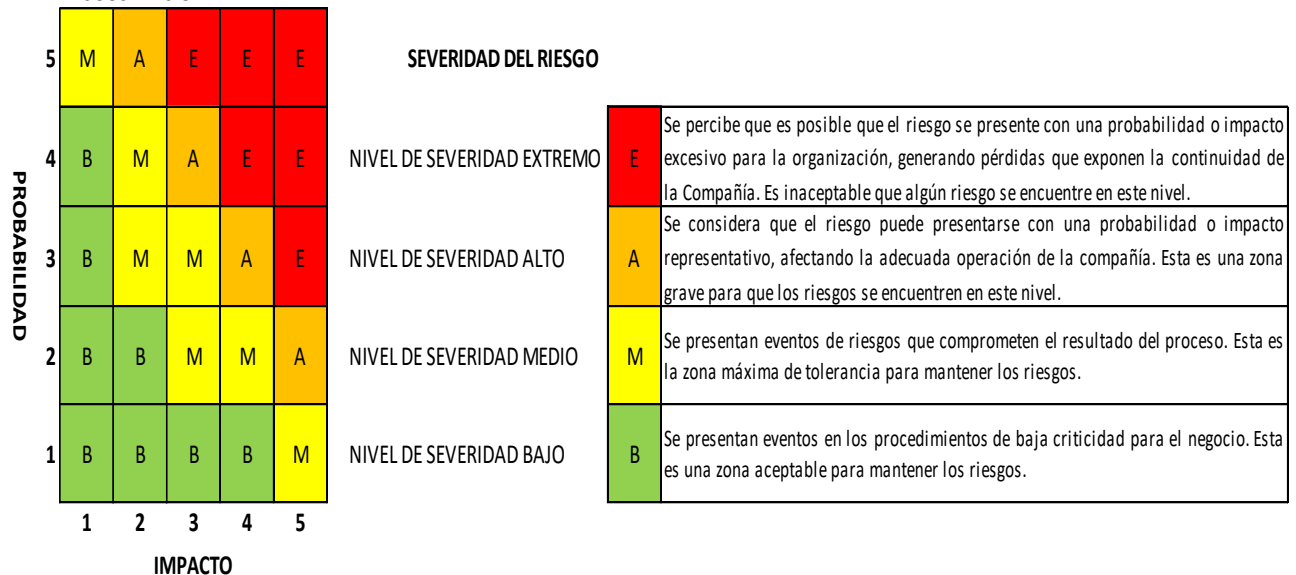 5 M A E E E
SEVERIDAD DEL RIESGO
4 B M A E E
NIVEL DE SEVERIDAD EXTREMO
E
Se percibe que es posible que el riesgo se presente con una probabilidad o impacto
excesivo para la organización, generando pérdidas que exponen la continuidad de
la Compañía. Es inaceptable que algún riesgo se encuentre en este nivel.
PROBABILIDAD
3 B M M A E
NIVEL DE SEVERIDAD ALTO
A
Se considera que el riesgo puede presentarse con una probabilidad o impacto
representativo, afectando la adecuada operación de la compañía. Esta es una zona
grave para que los riesgos se encuentren en este nivel.
2 B B M M A
NIVEL DE SEVERIDAD MEDIO
M
Se presentan eventos de riesgos que comprometen el resultado del proceso. Esta es
la zona máxima de tolerancia para mantener los riesgos.
1 B B B B M
NIVEL DE SEVERIDAD BAJO
B
Se presentan eventos en los procedimientos de baja criticidad para el negocio. Esta
es una zona aceptable para mantener los riesgos.
1 2 3 4 5
IMPACTO